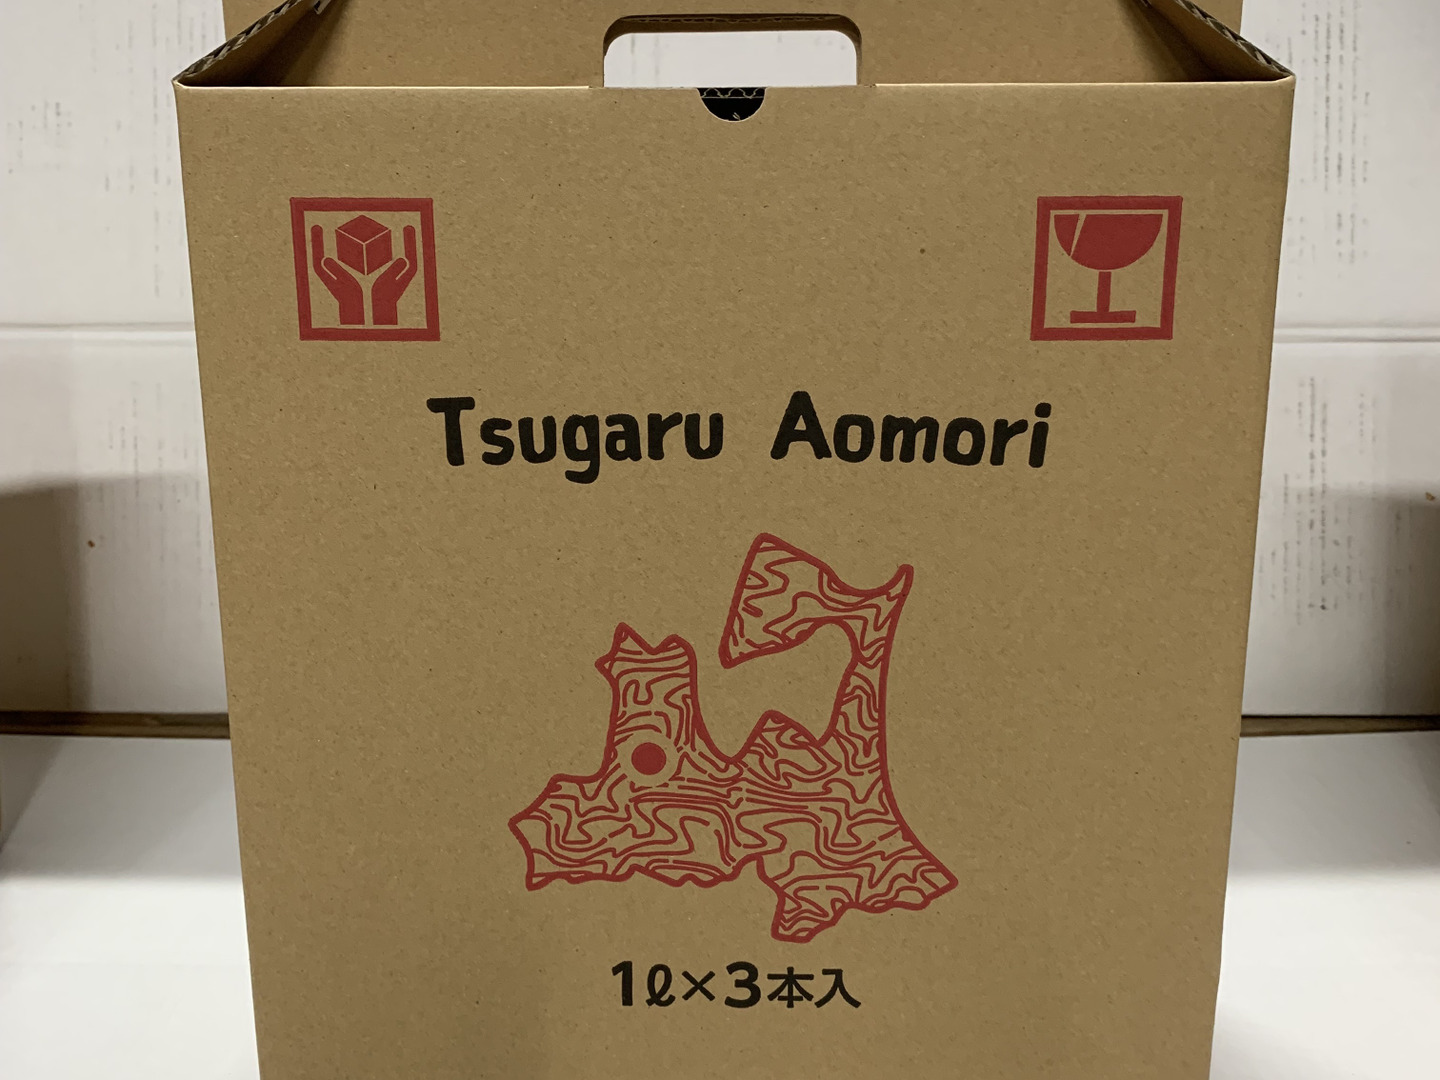 Tsugaru Aomori
1ℓ×3本入